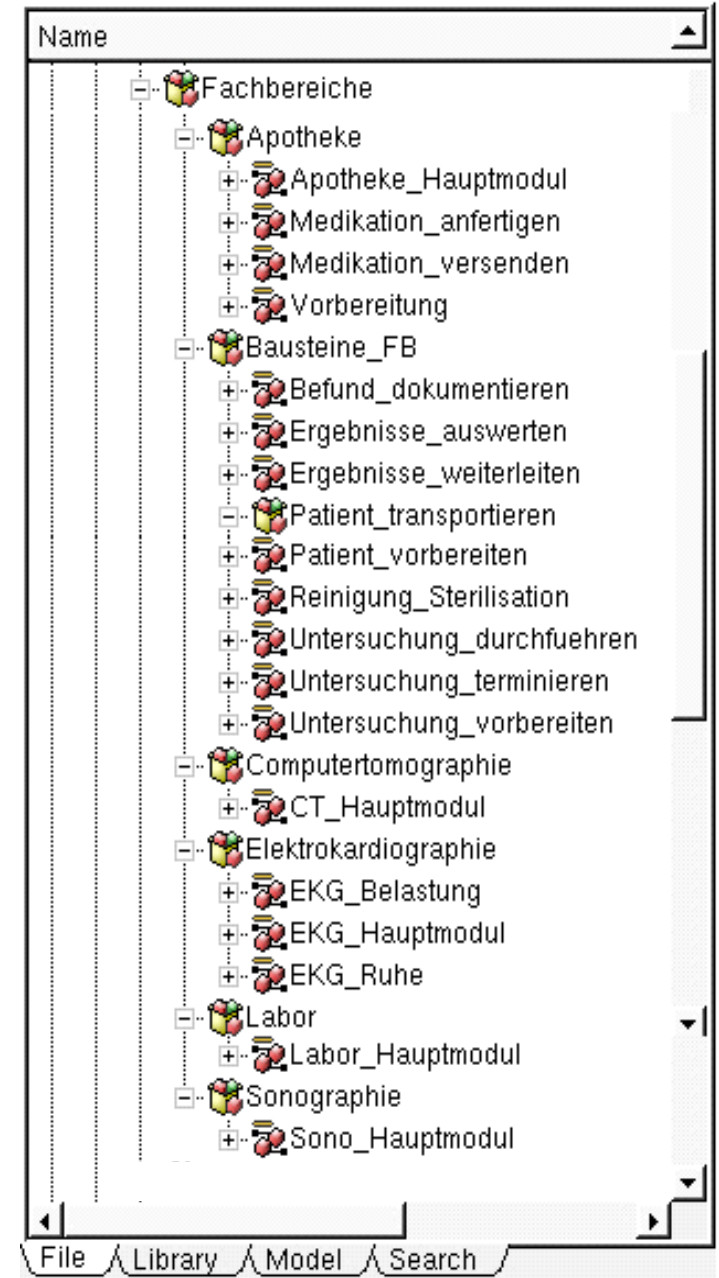 Name
Fachbereiche
Apotheke
Apotheke_Hauptmodul
Medikation_anfertigen
Medikation_versenden
Vorbereitung
Bausteine_FB
Befund_dokumentieren
Ergebnisse_auswerten
Ergebnisse_weiterleiten
Patient_transportieren
Patient_vorbereiten
Reinigung_Sterilisation
Untersuchung_durchfuehren
Untersuchung_terminieren
Untersuchung_vorbereiten
Computertomographie
CT_Hauptmodul
Elektrokardiographie
EKG_Belastung
EKG_Hauptmodul
EKG_Ruhe
Labor
Labor_Hauptmodul
Sonographie
Sono_Hauptmodul
File Library Model Search